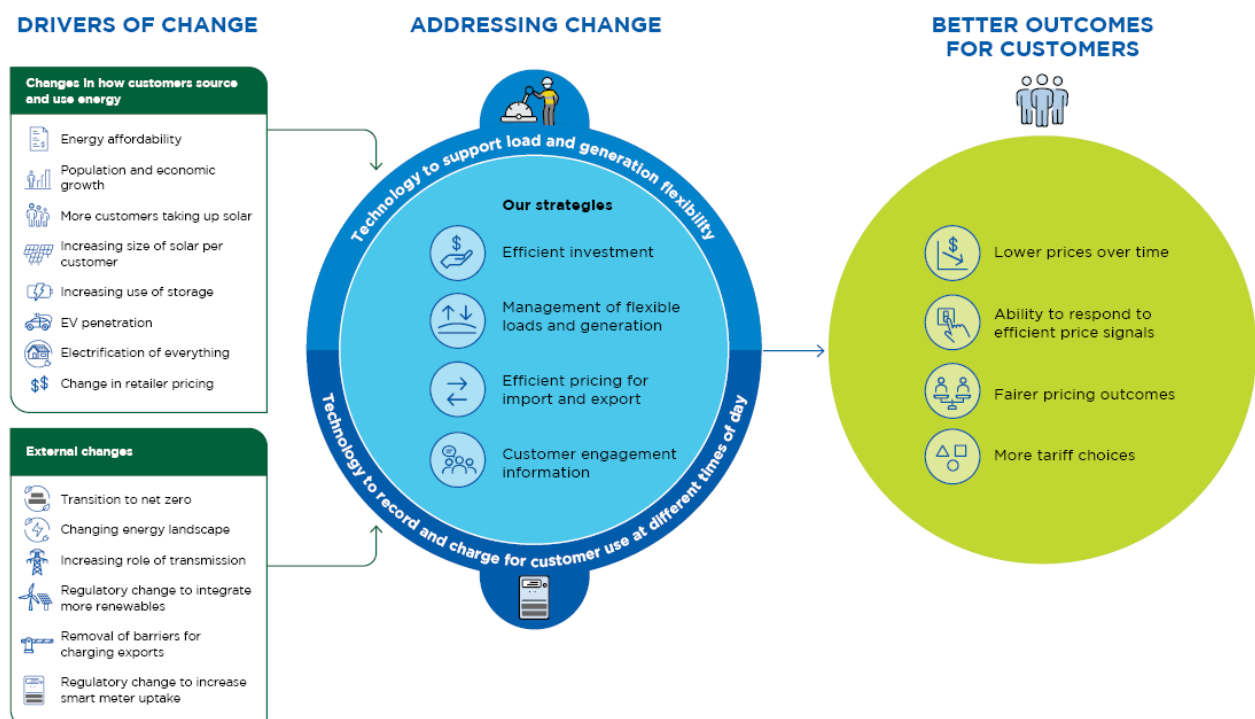 DRIVERS OF CHANGE
Changes in how customers source
and use energy
Energy affordability
Population and economic
growth
More customers taking up solar
Increasing size of solar per
customer
Increasing use of storage
EV penetration
Electrification of everything
$$ Change in retailer pricing
External changes
Transition to net zero
Changing energy landscape
Increasing role of transmission
Regulatory change to integrate
more renewables
Removal of barriers for
charging exports
Regulatory change to increase
smart meter uptake
ADDRESSING CHANGE
Technology to support load and generation flexibility
Our strategies
$
Efficient investment
Management of flexible
loads and generation
Efficient pricing for
import and export
Customer engagement
information
Technology to record and charge for customer use at different times of day
BETTER OUTCOMES
FOR CUSTOMERS
$
Lower prices over time
Ability to respond to
efficient price signals
Fairer pricing outcomes
More tariff choices